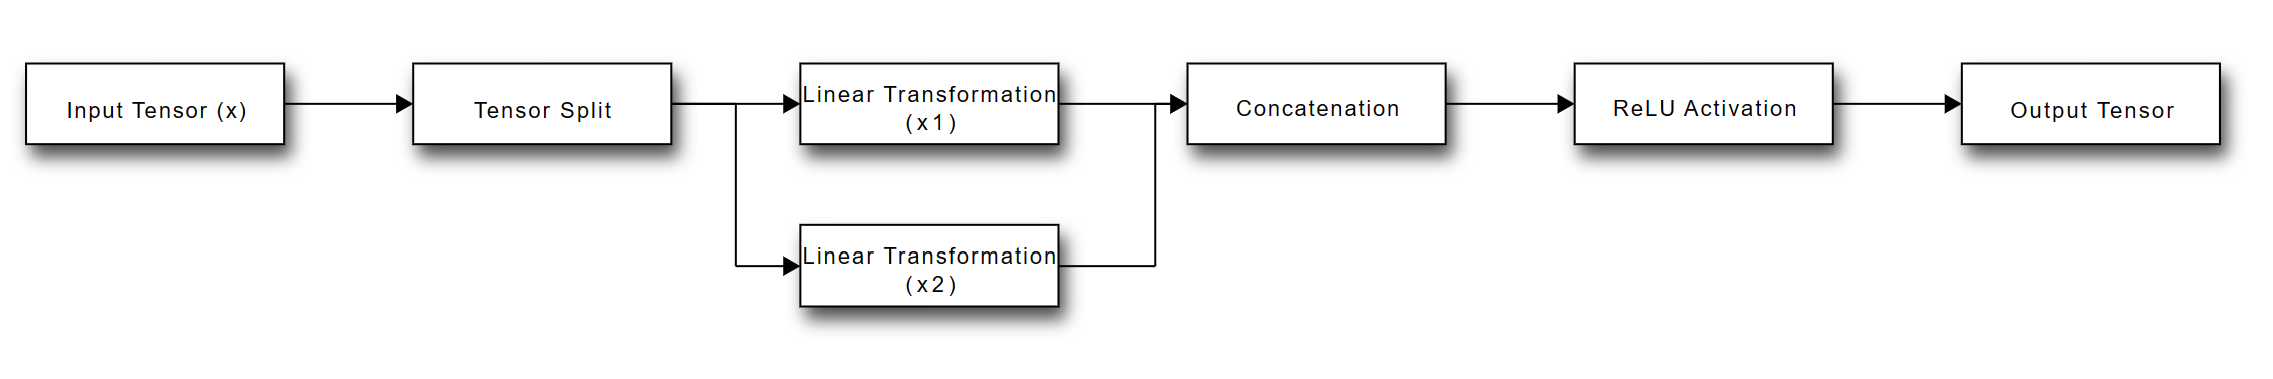 Input Tensor (x)
Tensor Split
Linear Transformation
(x1)
Linear Transformation
(x2)
Concatenation
ReLU Activation
Output Tensor